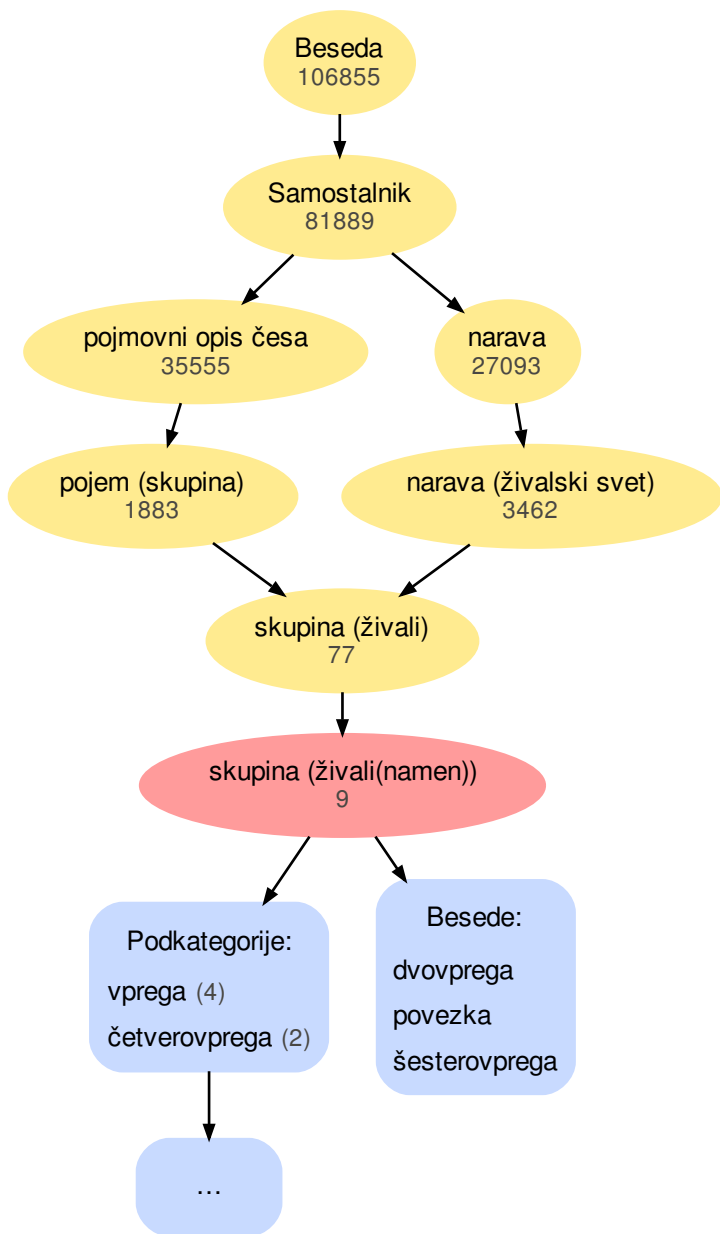 Beseda
106855
Samostalnik
81889
pojmovni opis česa
35555
narava
27093
pojem (skupina)
1883
narava (živalski svet)
3462
skupina (živali)
77
skupina (živali(namen))
9
Podkategorije:
vprega (4)
četverovprega (2)
Besede:
dvovprega
povezka
šesterovprega
...